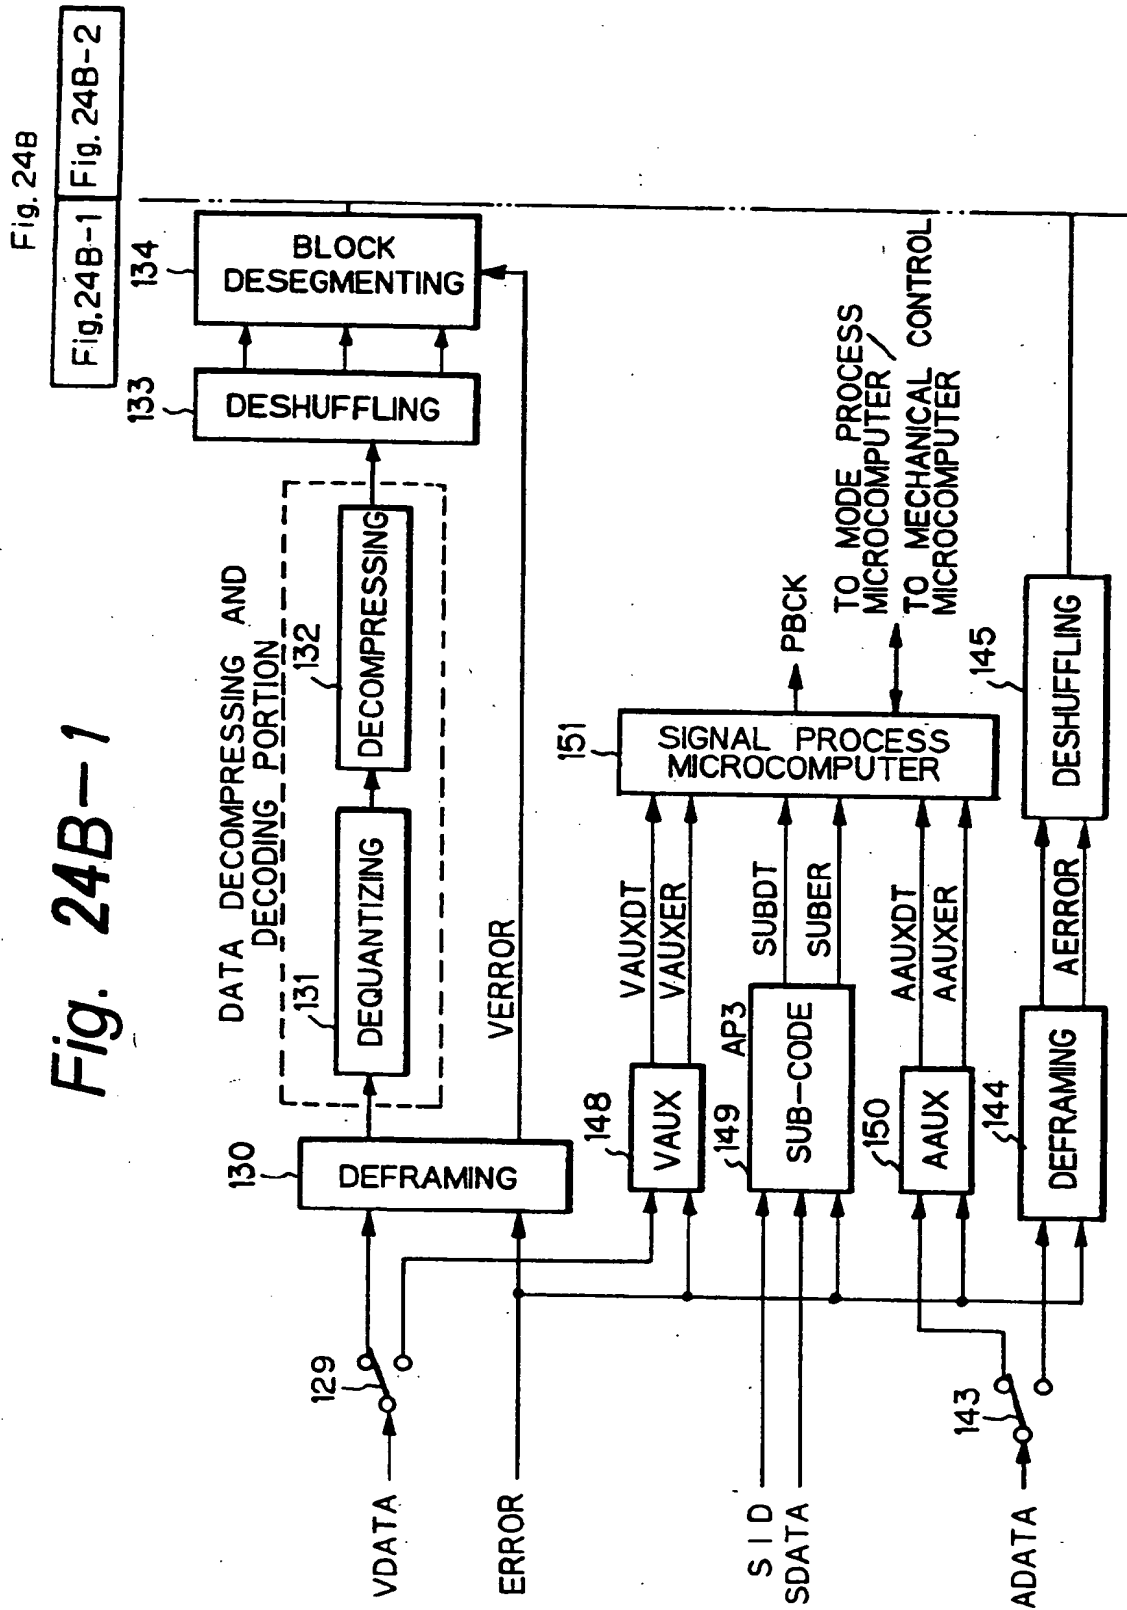 Fig. 24B-1
Fig. 24B
Fig. 24B-1
Fig. 24B-2
DATA DECOMPRESSING AND
DECODING PORTION
129
130
131
132
133
134
VDATA
DEFRAMING
DEQUANTIZING
DECOMPRESSING
DESHUFFLING
BLOCK
DESEGMENTING
ERROR
VERROR
148
VAUX
VAUXDT
VAUXER
151
SIGNAL PROCESS
MICROCOMPUTER
PBCK
SID
SDATA
149
AP3
SUB-CODE
SUBDT
SUBER
TO MODE PROCESS
MICROCOMPUTER /
TO MECHANICAL CONTROL
MICROCOMPUTER
150
AAUX
AAUXDT
AAUXER
ADATA
143
144
DEFRAMING
AERROR
145
DESHUFFLING